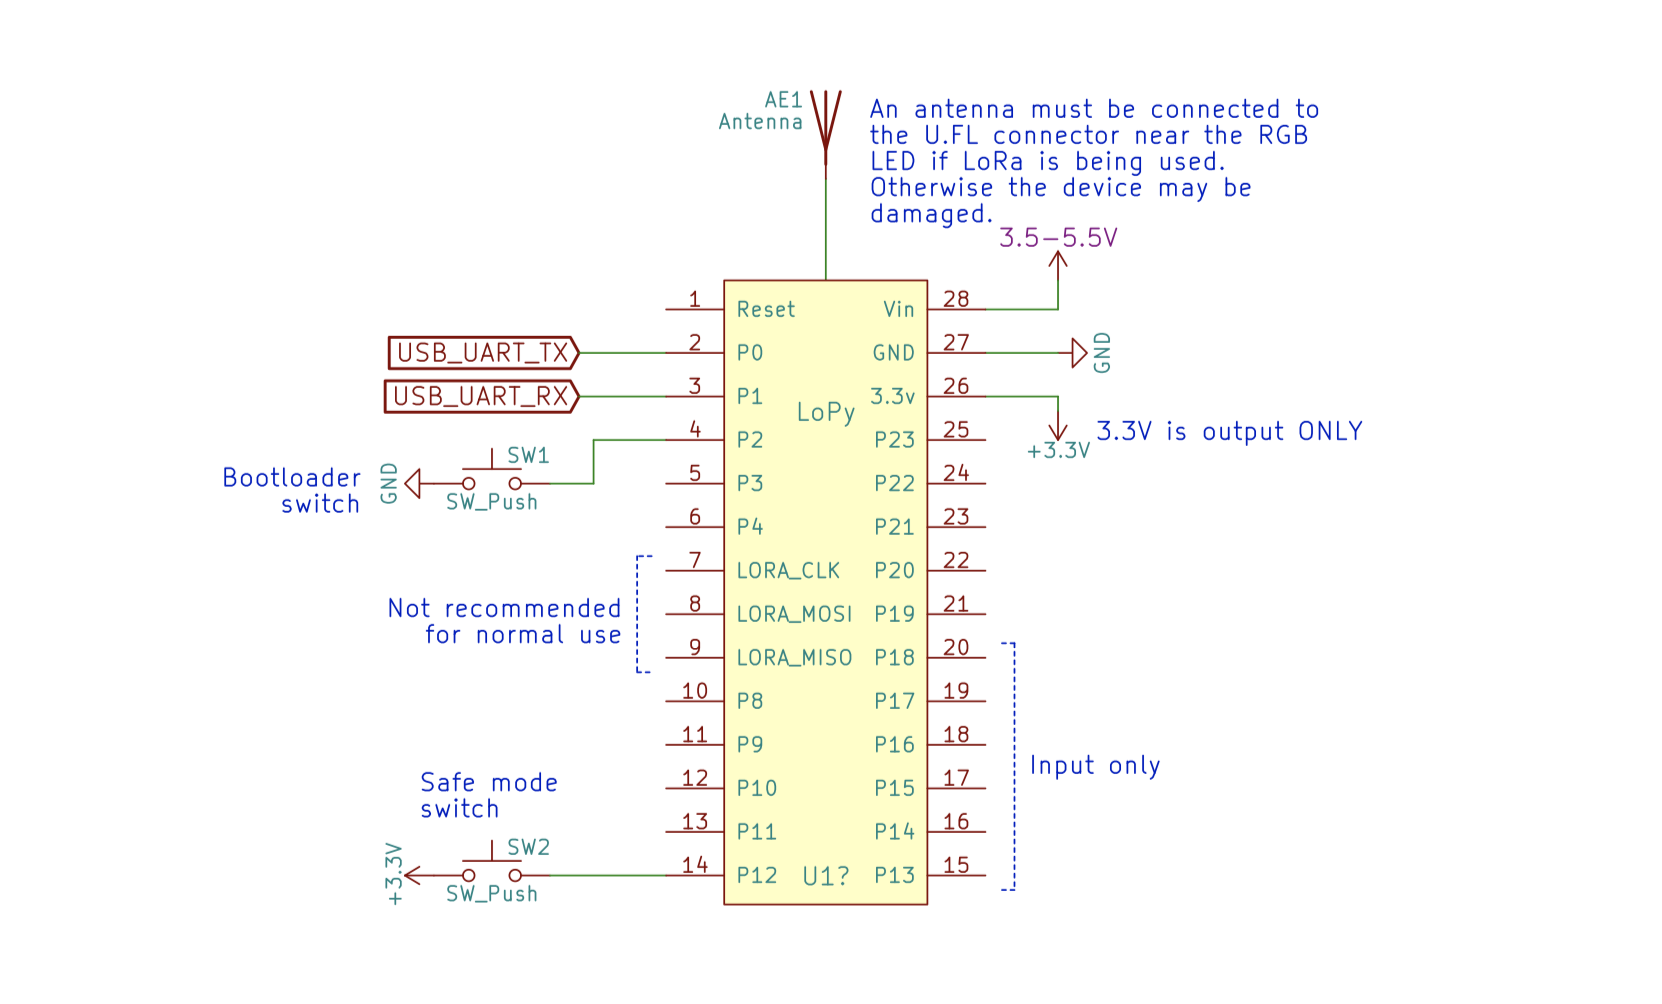 AE1
Antenna
An antenna must be connected to
the U.FL connector near the RGB
LED if LoRa is being used.
Otherwise the device may be
damaged.
3.5-5.5V
1 Reset Vin 28
USB_UART_TX 2 P0 GND 27 GND
USB_UART_RX 3 P1 3.3v 26
LoPy
3.3V is output ONLY
+3.3V
4 P2 P23 25
SW1
Bootloader
switch
GND
SW_Push
5 P3 P22 24
6 P4 P21 23
7 LORA_CLK P20 22
Not recommended
for normal use
8 LORA_MOSI P19 21
9 LORA_MISO P18 20
10 P8 P17 19
11 P9 P16 18
Input only
12 P10 P15 17
Safe mode
switch
13 P11 P14 16
SW2
+3.3V
SW_Push
14 P12 U1? P13 15